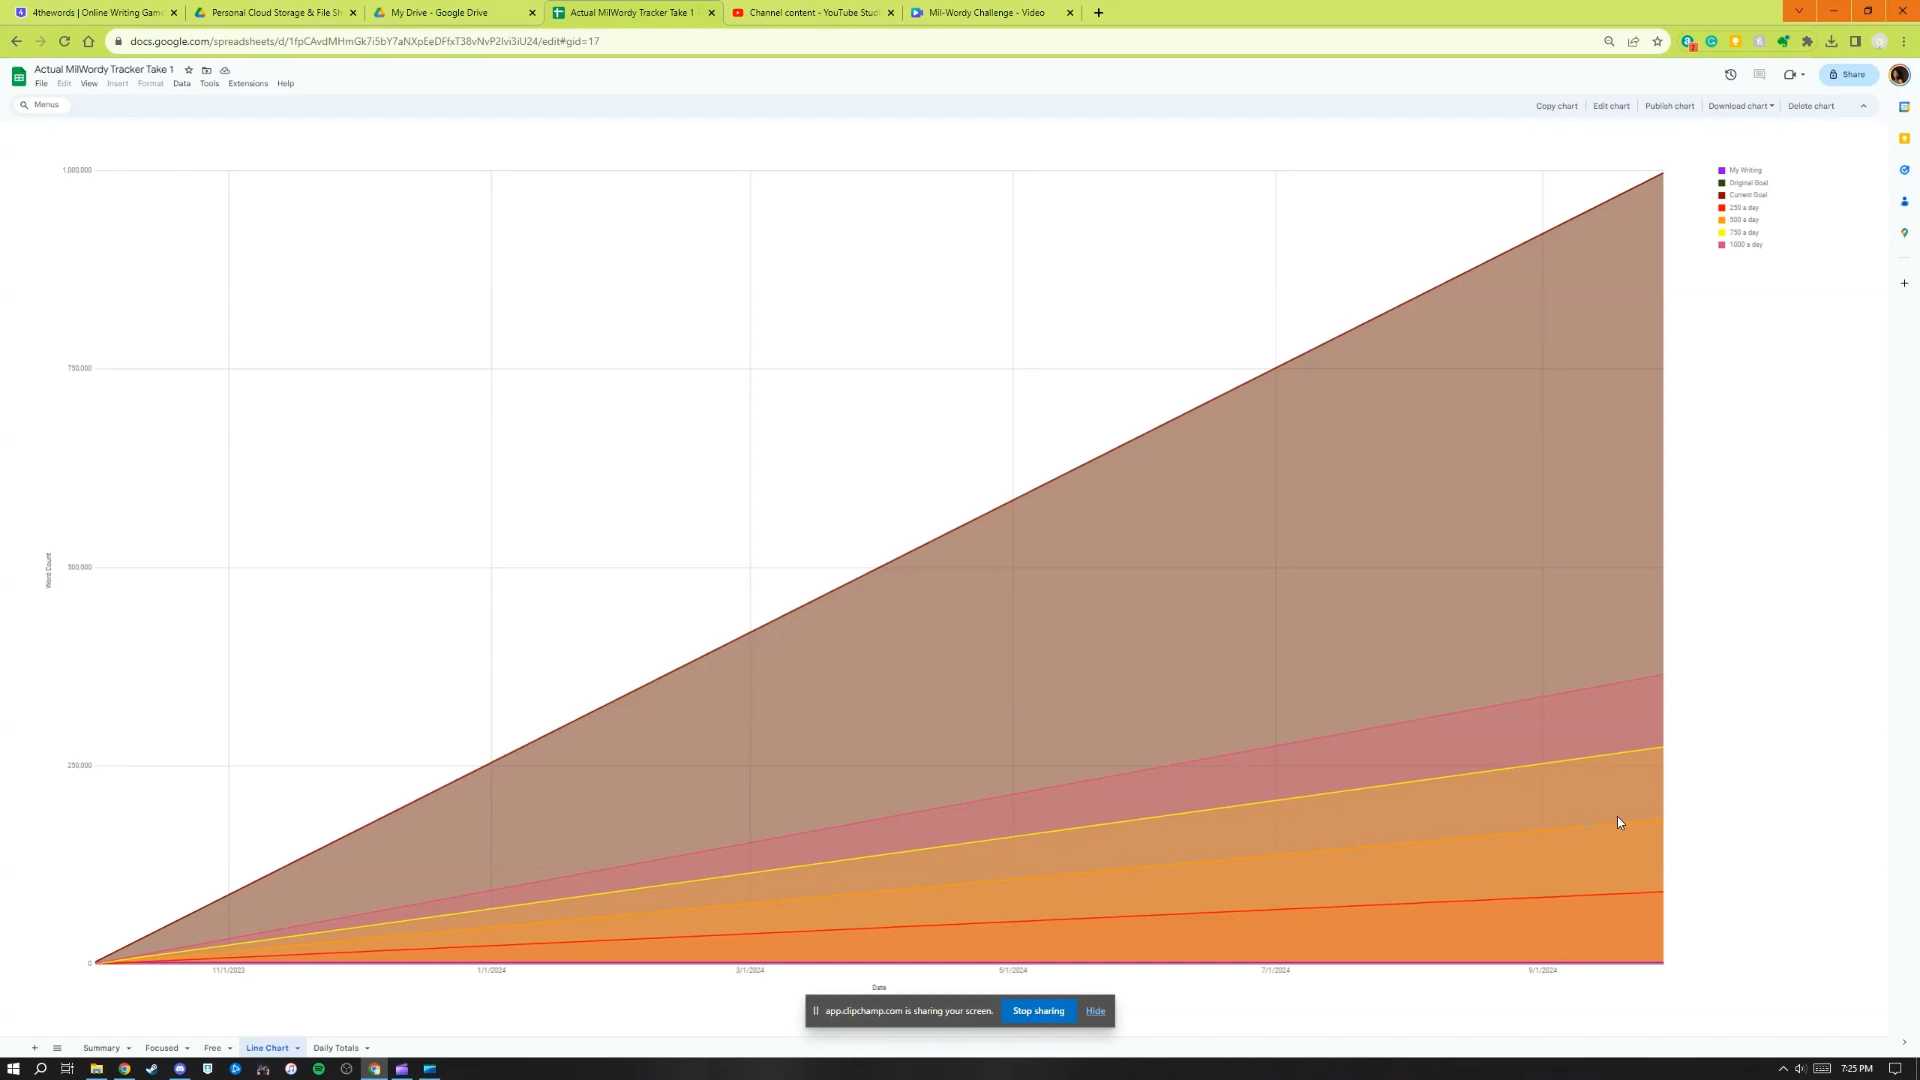 4thewords | Online Writing Game
Personal Cloud Storage & File Sh
My Drive - Google Drive
Actual MilWordy Tracker Take 1 -
Channel content - YouTube Studi
Mil-Wordy Challenge - Video
docs.google.com/spreadsheets/d/1fpCAvdMHmGk7i5bY7aNXpEeDFfxT38vNvP2Ivi3iU24/edit#gid=17
Actual MilWordy Tracker Take 1
File Edit View Insert Format Data Tools Extensions Help
Share
Menus
Copy chart Edit chart Publish chart Download chart Delete chart
1,000,000
750,000
500,000
250,000
0
Word Count
My Writing
Original Goal
Current Goal
250 a day
500 a day
750 a day
1000 a day
11/1/2023 1/1/2024 3/1/2024 5/1/2024 7/1/2024 9/1/2024
Date
app.clipchamp.com is sharing your screen. Stop sharing Hide
Summary Focused Free Line Chart Daily Totals
7:25 PM